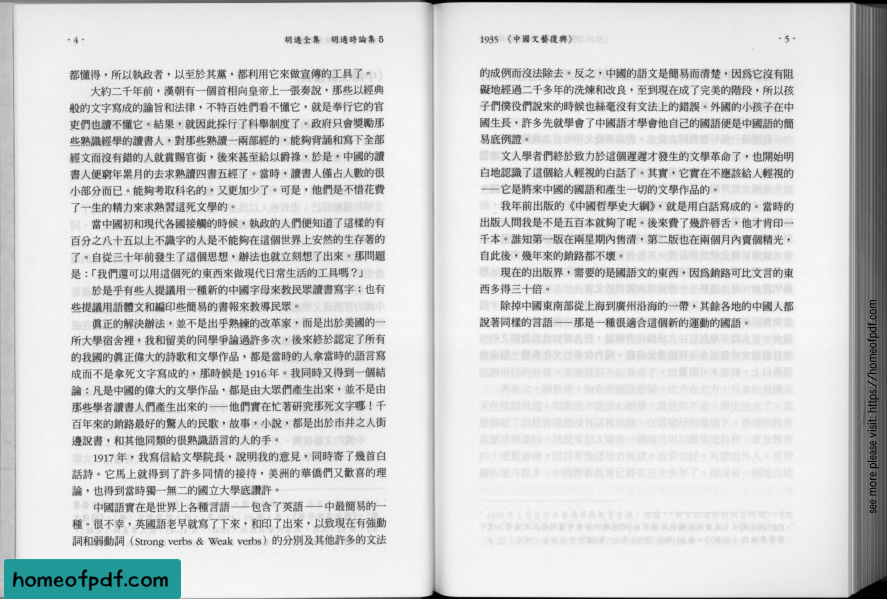 ·4·
胡適全集 胡適時論集5
都懂得，所以執政者，以至於其黨，都利用它來做宣傳的工具了。
大約二千年前，漢朝有一個首相向皇帝上一張奏說，那些以經典
般的文字寫成的諭旨和法律，不特百姓們看不懂它，就是奉行它的官
吏們也讀不懂它。結果，就因此採行了科舉制度了。政府只會獎勵那
些熟識經學的讀書人，對那些熟讀一兩部經的，能夠背誦和寫下全部
經文而沒有錯的人就賞賜官銜，後來甚至給以爵祿，於是，中國的讀
書人便窮年累月的去求熟讀四書五經了。當時，讀書人僅占人數的很
小部分而已。能夠考取科名的，又更加少了。可是，他們是不惜花費
了一生的精力來求熟習這死文學的。
當中國初和現代各國接觸的時候，執政的人們便知道了這樣的有
百分之八十五以上不識字的人是不能夠在這個世界上安然的生存著的
了。自從三十年前發生了這個思想，辦法也就立刻想了出來。那問題
是：「我們還可以用這個死的東西來做現代日常生活的工具嗎？」
於是乎有些人提議用一種新的中國字母來教民眾讀書寫字；也有
些提議用語體文和編印些簡易的書報來教導民眾。
眞正的解決辦法，並不是出乎熟練的改革家，而是出於美國的一
所大學宿舍裡，我和留美的同學爭論過許多次，後來終於認定了所有
的我國的眞正偉大的詩歌和文學作品，都是當時的人拿當時的語言寫
成而不是拿死文字寫成的，那時候是1916年。我同時又得到一個結
論：凡是中國的偉大的文學作品，都是由大眾們產生出來，並不是由
那些學者讀書人們產生出來的——他們實在忙著研究那死文字哪！千
百年來的銷路最好的驚人的民歌，故事，小說，都是出於市井之人街
邊說書，和其他同類的很熟識語言的人的手。
1917年，我寫信給文學院長，說明我的意見，同時寄了幾首白
話詩。它馬上就得到了許多同情的接待，美洲的華僑們又歡喜的理
論，也得到當時獨一無二的國立大學底讚許。
中國語實在是世界上各種言語——包含了英語——中最簡易的一
種。很不幸，英國語老早就寫了下來，和印了出來，以致現在有強動
詞和弱動詞（Strong verbs & Weak verbs）的分別及其他許多的文法
1935 《中國文藝復興》
·5·
的成例而沒法除去。反之，中國的語文是簡易而清楚，因爲它沒有阻
礙地經過二千多年的洗煉和改良，至到現在成了完美的階段，所以孩
子們僕役們說來的時候也絲毫沒有文法上的錯誤。外國的小孩子在中
國生長，許多先就學會了中國語才學會他自己的國語便是中國語的簡
易底例證。
文人學者們終於致力於這個遲遲才發生的文學革命了，也開始明
白地認識了這個給人輕視的白話了。其實，它實在不應該給人輕視的
——它是將來中國的國語和產生一切的文學作品的。
我年前出版的《中國哲學史大綱》，就是用白話寫成的。當時的
出版人問我是不是五百本就夠了呢。後來費了幾許唇舌，他才肯印一
千本。誰知第一版在兩星期內售清，第二版也在兩個月內賣個精光，
自此後，幾年來的銷路都不壞。
現在的出版界，需要的是國語文的東西，因爲銷路可比文言的東
西多得三十倍。
除掉中國東南部從上海到廣州沿海的一帶，其餘各地的中國人都
說著同樣的言語——那是一種很適合這個新的運動的國語。
see more please visit: https://homeofpdf.com
homeofpdf.com